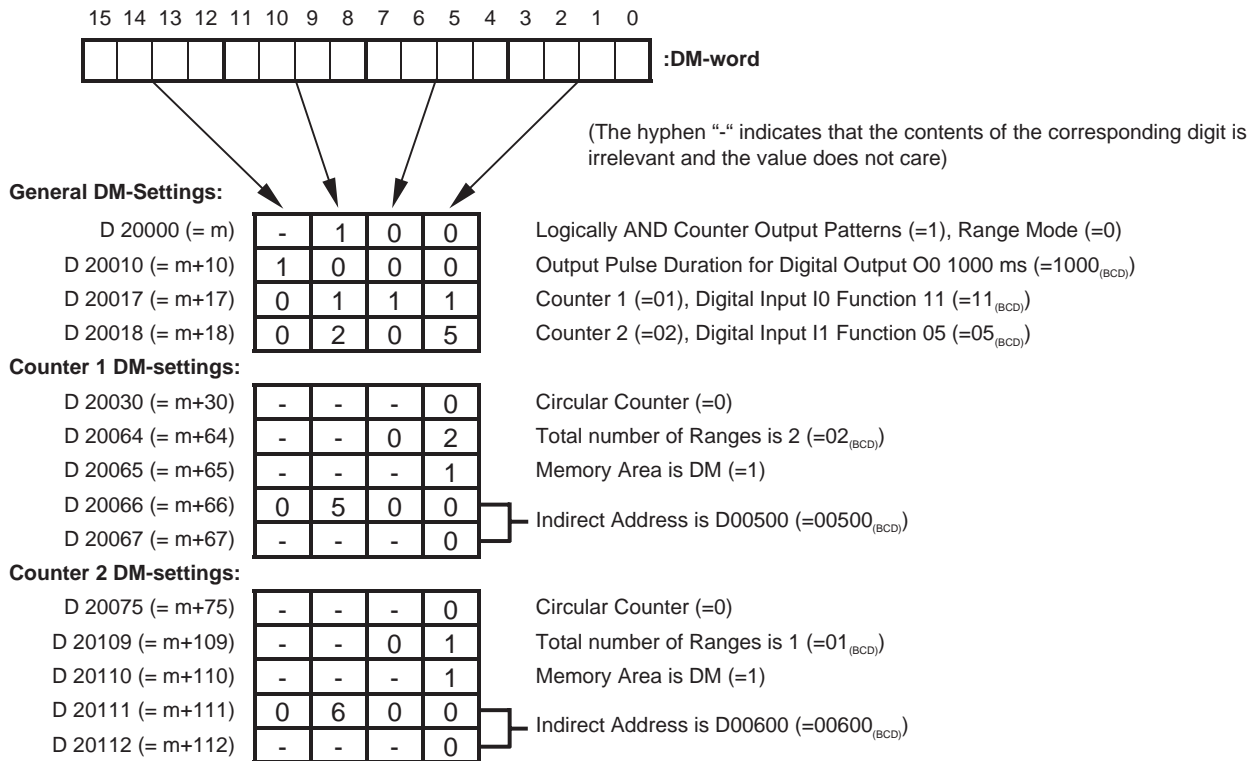 15 14 13 12 11 10 9 8 7 6 5 4 3 2 1 0
:DM-word
(The hyphen “-“ indicates that the contents of the corresponding digit is
irrelevant and the value does not care)
General DM-Settings:
D 20000 (= m) - 1 0 0 Logically AND Counter Output Patterns (=1), Range Mode (=0)
D 20010 (= m+10) 1 0 0 0 Output Pulse Duration for Digital Output O0 1000 ms (=1000(BCD))
D 20017 (= m+17) 0 1 1 1 Counter 1 (=01), Digital Input I0 Function 11 (=11(BCD))
D 20018 (= m+18) 0 2 0 5 Counter 2 (=02), Digital Input I1 Function 05 (=05(BCD))
Counter 1 DM-settings:
D 20030 (= m+30) - - - 0 Circular Counter (=0)
D 20064 (= m+64) - - 0 2 Total number of Ranges is 2 (=02(BCD))
D 20065 (= m+65) - - - 1 Memory Area is DM (=1)
D 20066 (= m+66) 0 5 0 0
Indirect Address is D00500 (=00500(BCD))
D 20067 (= m+67) - - - 0
Counter 2 DM-settings:
D 20075 (= m+75) - - - 0 Circular Counter (=0)
D 20109 (= m+109) - - 0 1 Total number of Ranges is 1 (=01(BCD))
D 20110 (= m+110) - - - 1 Memory Area is DM (=1)
D 20111 (= m+111) 0 6 0 0
Indirect Address is D00600 (=00600(BCD))
D 20112 (= m+112) - - - 0